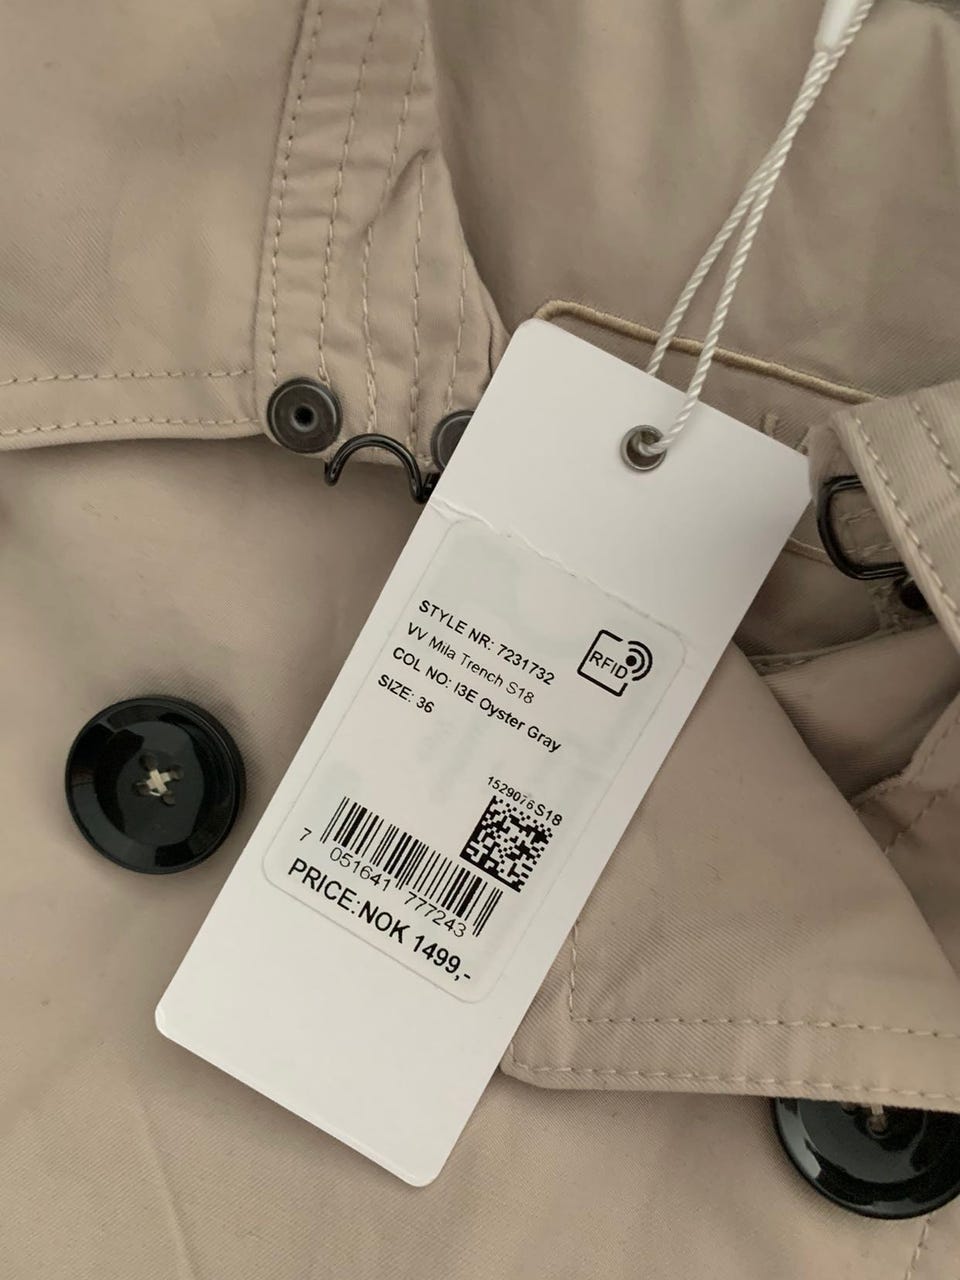 STYLE NR: 7231732
VV Mila Trench S18
COL NO: I3E Oyster Gray
SIZE: 36
RFID
1529076S18
7 051641 777243
PRICE:NOK 1499,-